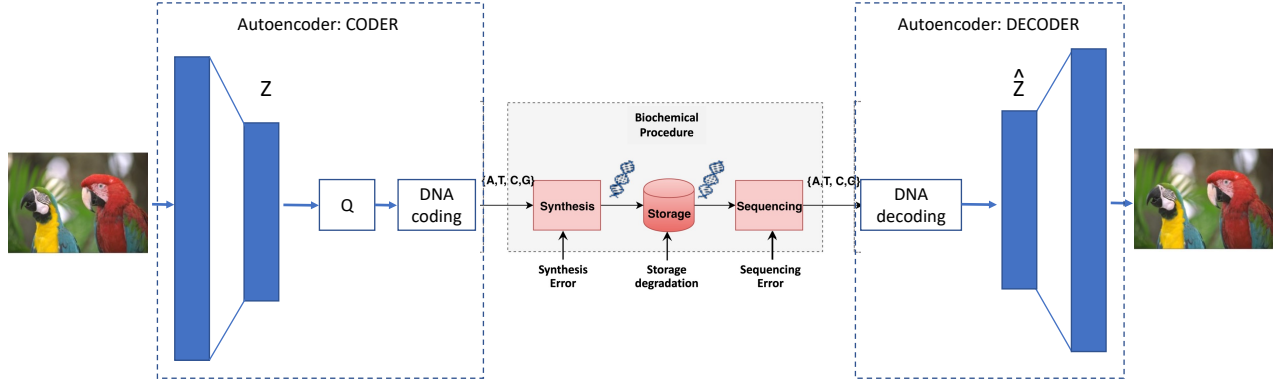 Autoencoder: CODER
Z
Q
DNA
coding
{A,T, C,G}
Biochemical
Procedure
Synthesis
Storage
Sequencing
Synthesis
Error
Storage
degradation
Sequencing
Error
{A,T, C,G}
Autoencoder: DECODER
DNA
decoding
Ẑ